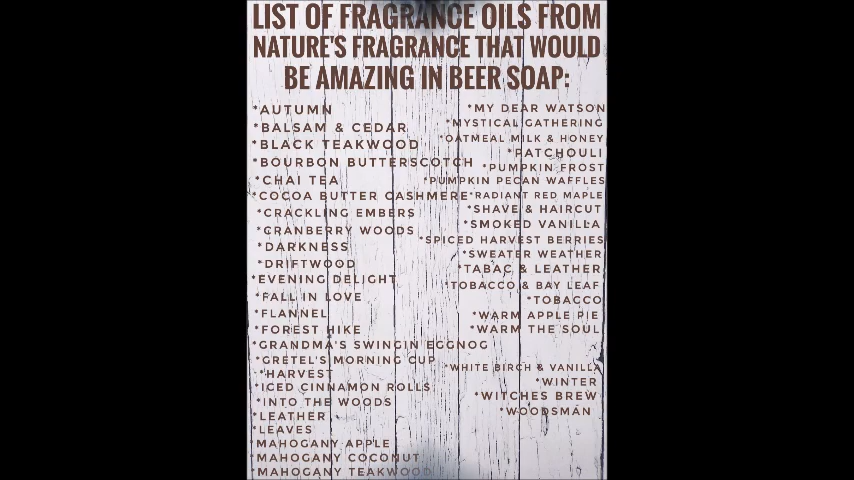 LIST OF FRAGRANCE OILS FROM
NATURE'S FRAGRANCE THAT WOULD
BE AMAZING IN BEER SOAP:
*AUTUMN
*BALSAM & CEDAR
*BLACK TEAKWOOD
*BOURBON BUTTERSCOTCH
*CHAI TEA
*COCOA BUTTER CASHMERE
*CRACKLING EMBERS
*CRANBERRY WOODS
*DARKNESS
*DRIFTWOOD
*EVENING DELIGHT
*FALL IN LOVE
*FLANNEL
*FOREST HIKE
*GRANDMA'S SWINGIN EGGNOG
*GRETEL'S MORNING CUP
*HARVEST
*ICED CINNAMON ROLLS
*INTO THE WOODS
*LEATHER
*LEAVES
*MAHOGANY APPLE
*MAHOGANY COCONUT
*MAHOGANY TEAKWOOD
*MY DEAR WATSON
*MYSTICAL GATHERING
*OATMEAL MILK & HONEY
*PATCHOULI
*PUMPKIN FROST
*PUMPKIN PECAN WAFFLES
*RADIANT RED MAPLE
*SHAVE & HAIRCUT
*SMOKED VANILLA
*SPICED HARVEST BERRIES
*SWEATER WEATHER
*TABAC & LEATHER
*TOBACCO & BAY LEAF
*TOBACCO
*WARM APPLE PIE
*WARM THE SOUL
*WHITE BIRCH & VANILLA
*WINTER
*WITCHES BREW
*WOODSMAN